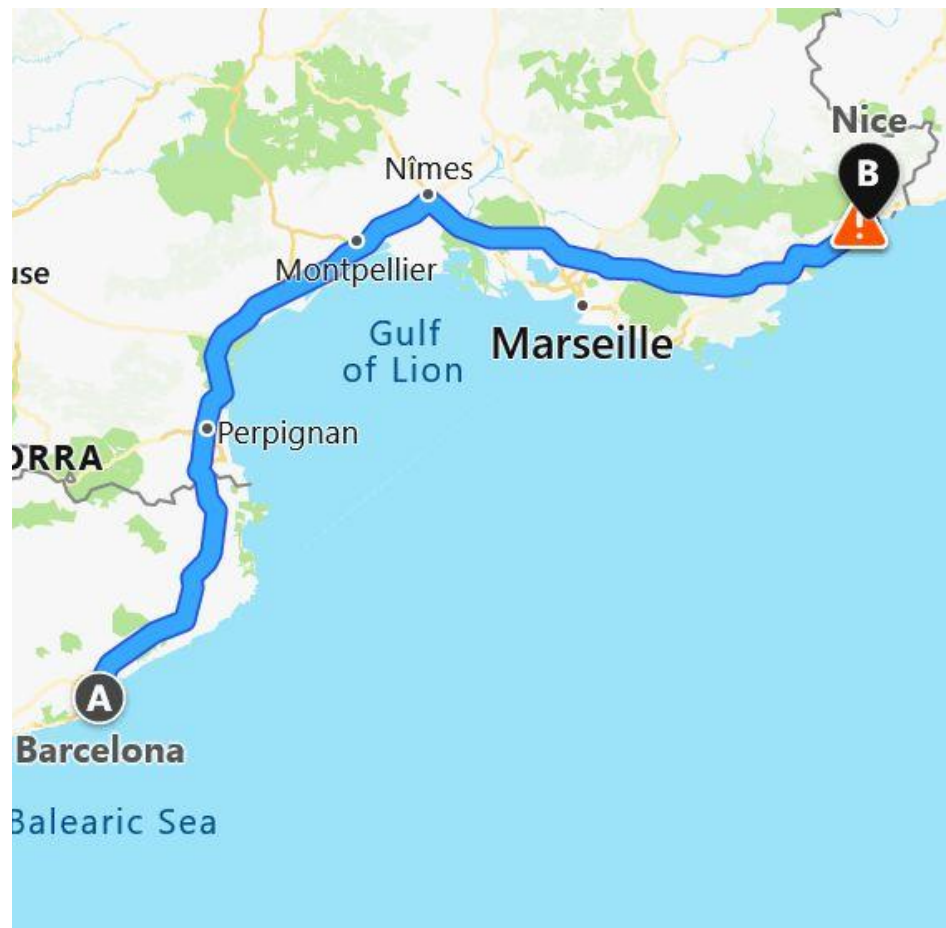 Nice
B
!
Nîmes
Montpellier
use
Gulf
of Lion
Marseille
Perpignan
ORRA
A
Barcelona
Balearic Sea